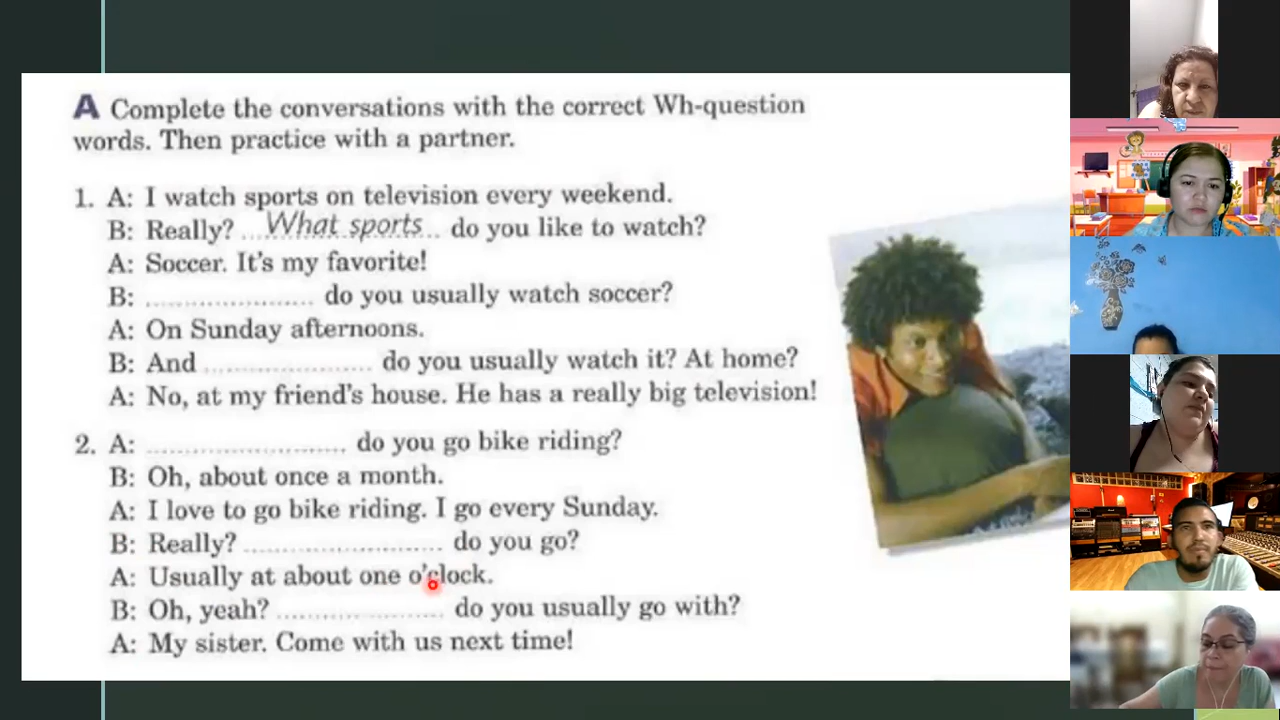 A Complete the conversations with the correct Wh-question
words. Then practice with a partner.
1. A: I watch sports on television every weekend.
B: Really? What sports do you like to watch?
A: Soccer. It's my favorite!
B: ...................... do you usually watch soccer?
A: On Sunday afternoons.
B: And ...................... do you usually watch it? At home?
A: No, at my friend's house. He has a really big television!
2. A: .......................... do you go bike riding?
B: Oh, about once a month.
A: I love to go bike riding. I go every Sunday.
B: Really? .......................... do you go?
A: Usually at about one o'clock.
B: Oh, yeah? ...................... do you usually go with?
A: My sister. Come with us next time!